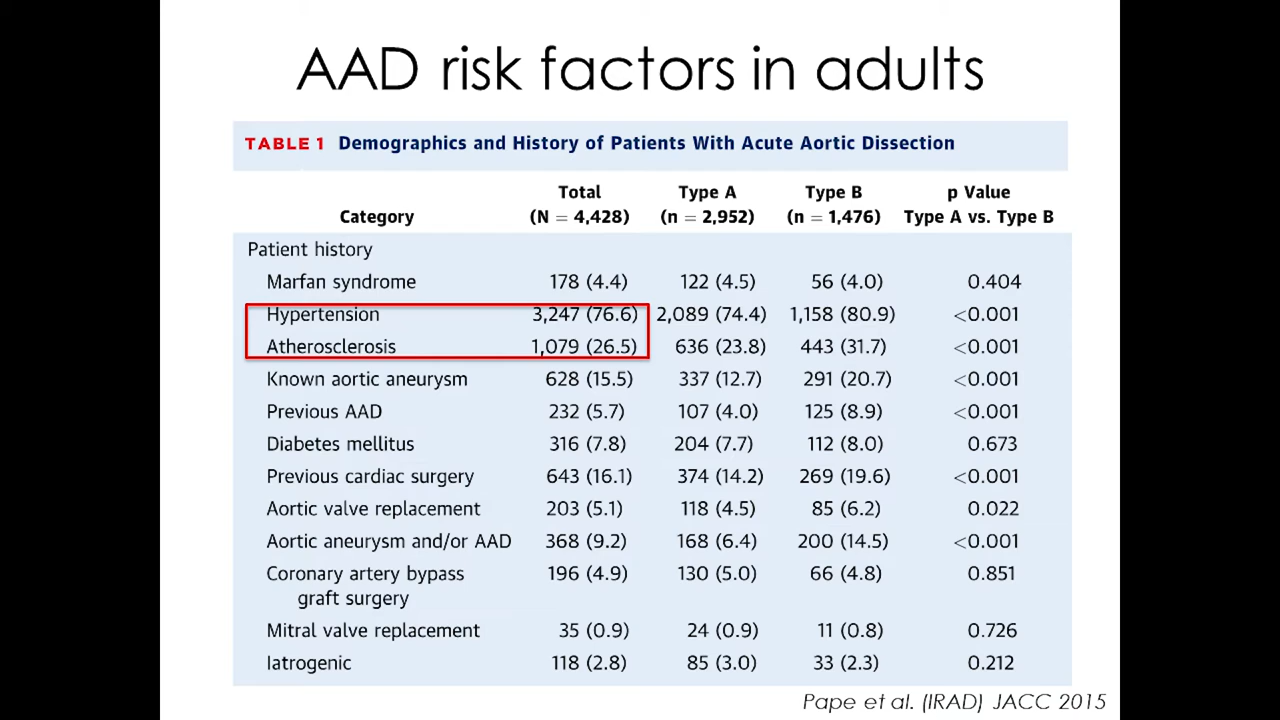 AAD risk factors in adults
TABLE 1 Demographics and History of Patients With Acute Aortic Dissection
Category Total (N = 4,428) Type A (n = 2,952) Type B (n = 1,476) p Value Type A vs. Type B
Patient history
Marfan syndrome 178 (4.4) 122 (4.5) 56 (4.0) 0.404
Hypertension 3,247 (76.6) 2,089 (74.4) 1,158 (80.9) <0.001
Atherosclerosis 1,079 (26.5) 636 (23.8) 443 (31.7) <0.001
Known aortic aneurysm 628 (15.5) 337 (12.7) 291 (20.7) <0.001
Previous AAD 232 (5.7) 107 (4.0) 125 (8.9) <0.001
Diabetes mellitus 316 (7.8) 204 (7.7) 112 (8.0) 0.673
Previous cardiac surgery 643 (16.1) 374 (14.2) 269 (19.6) <0.001
Aortic valve replacement 203 (5.1) 118 (4.5) 85 (6.2) 0.022
Aortic aneurysm and/or AAD 368 (9.2) 168 (6.4) 200 (14.5) <0.001
Coronary artery bypass 196 (4.9) 130 (5.0) 66 (4.8) 0.851
graft surgery
Mitral valve replacement 35 (0.9) 24 (0.9) 11 (0.8) 0.726
Iatrogenic 118 (2.8) 85 (3.0) 33 (2.3) 0.212
Pape et al. (IRAD) JACC 2015